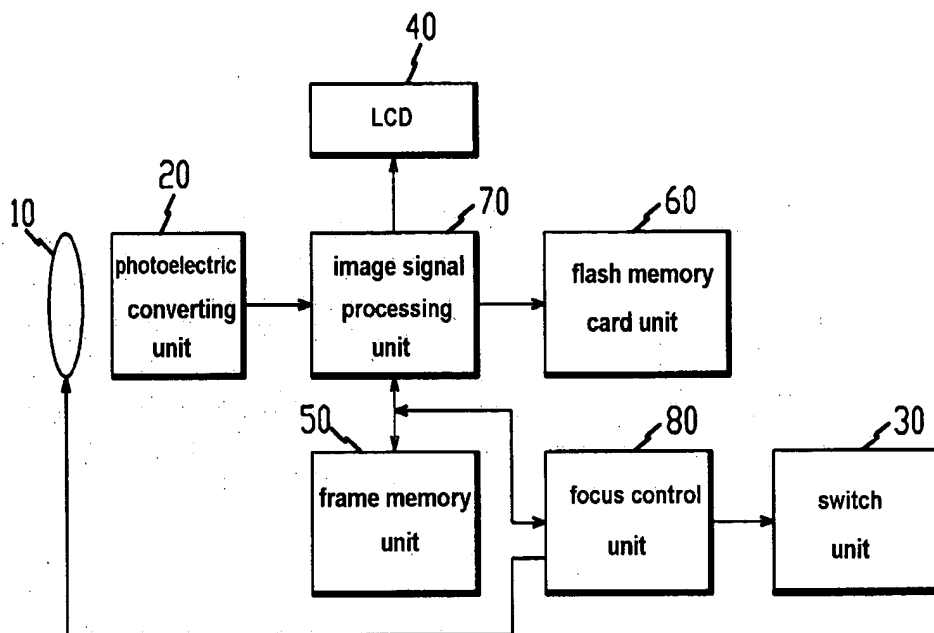 40
LCD
10
20
photoelectric
converting
unit
70
image signal
processing
unit
60
flash memory
card unit
50
frame memory
unit
80
focus control
unit
30
switch
unit